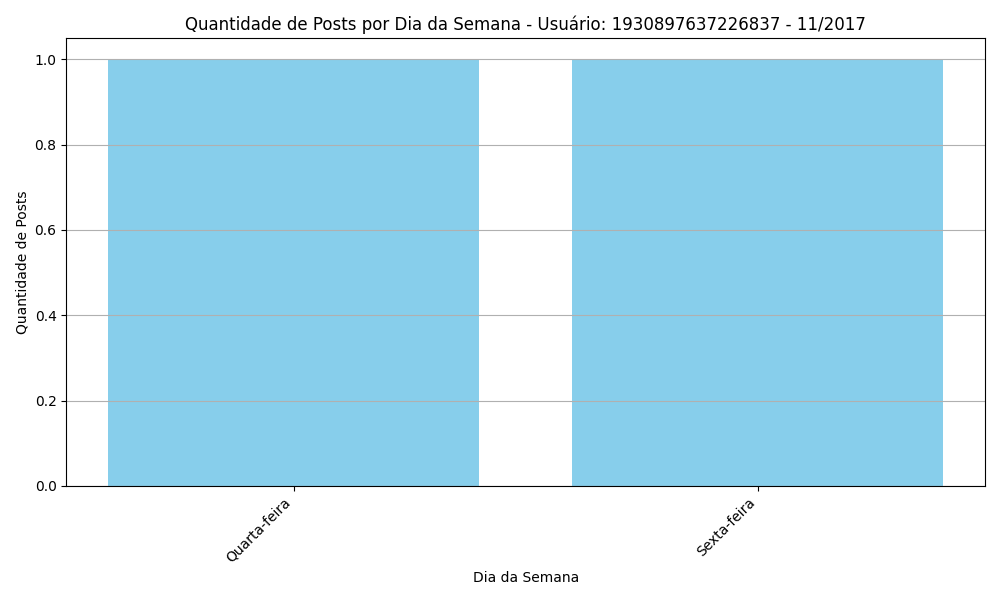 Quantidade de Posts por Dia da Semana - Usuário: 1930897637226837 - 11/2017
Quantidade de Posts
1.0
0.8
0.6
0.4
0.2
0.0
Quarta-feira
Sexta-feira
Dia da Semana